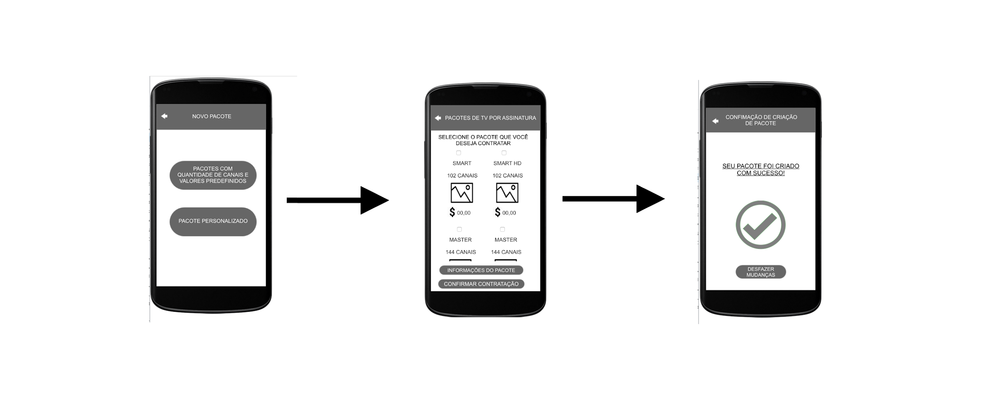 NOVO PACOTE
PACOTES COM
QUANTIDADE DE CANAIS E
VALORES PREDEFINIDOS
PACOTE PERSONALIZADO
PACOTES DE TV POR ASSINATURA
SELECIONE O PACOTE QUE VOCÊ
DESEJA CONTRATAR
SMART SMART HD
102 CANAIS 102 CANAIS
$ 00,00 $ 00,00
MASTER MASTER
144 CANAIS 144 CANAIS
INFORMAÇÕES DO PACOTE
CONFIRMAR CONTRATAÇÃO
CONFIMAÇÃO DE CRIAÇÃO
DE PACOTE
SEU PACOTE FOI CRIADO
COM SUCESSO!
DESFAZER
MUDANÇAS